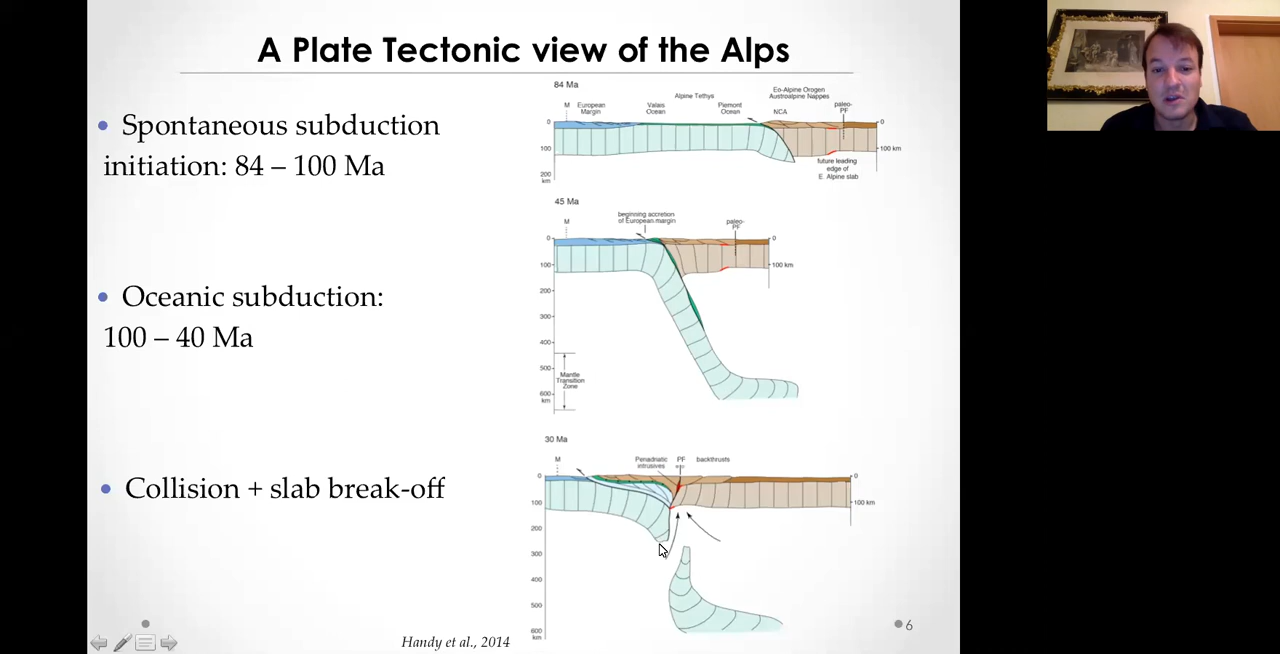 A Plate Tectonic view of the Alps
• Spontaneous subduction
initiation: 84 – 100 Ma
• Oceanic subduction:
100 – 40 Ma
• Collision + slab break-off
84 Ma
Eo-Alpine Orogen
Alpine Tethys
Austroalpine Nappes
M
European
Margin
Valais
Ocean
Piemont
Ocean
NCA
paleo-
PF
0
0
100
100 km
200
km
future leading
edge of
E. Alpine slab
45 Ma
beginning accretion
of European margin
M
paleo-
PF
0
0
100
100 km
200
300
400
500
Mantle
Transition
Zone
600
km
30 Ma
M
Periadriatic
intrusives
PF
backthrusts
0
0
100
100 km
200
300
400
500
600
km
Handy et al., 2014
6